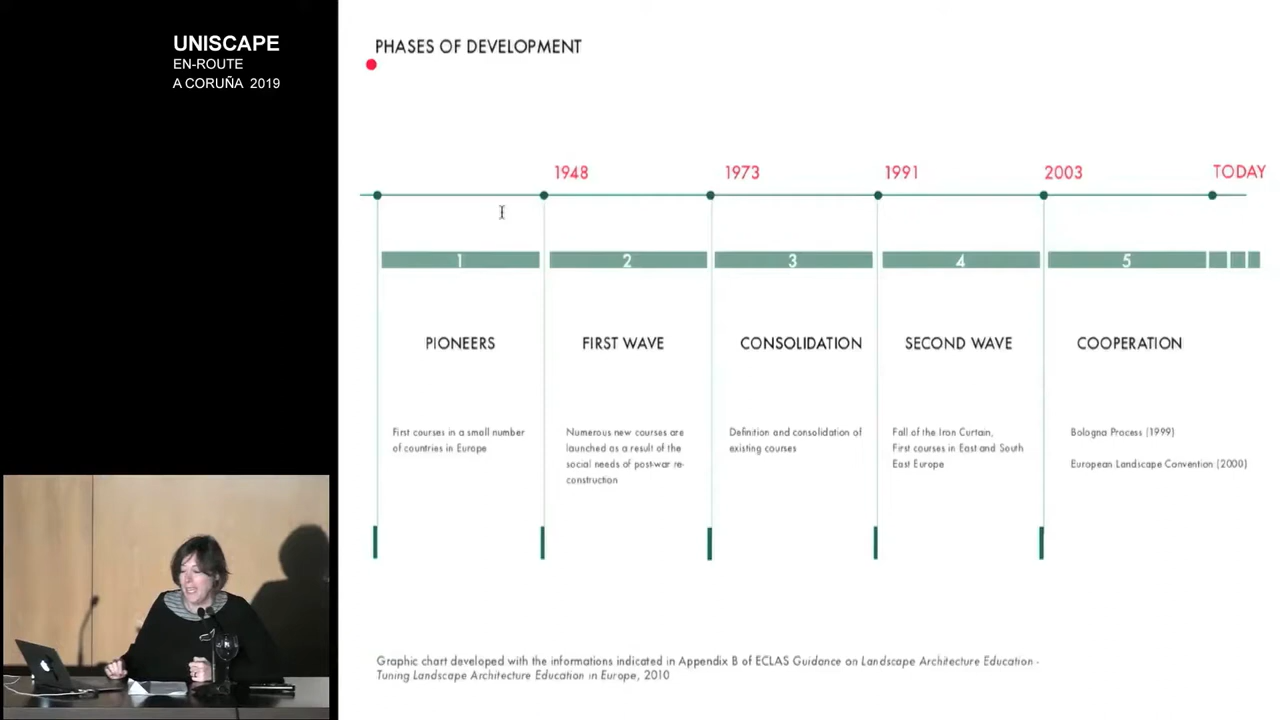 UNISCAPE
EN-ROUTE
A CORUÑA 2019
PHASES OF DEVELOPMENT
1948
1973
1991
2003
TODAY
1
2
3
4
5
PIONEERS
FIRST WAVE
CONSOLIDATION
SECOND WAVE
COOPERATION
First courses in a small number
of countries in Europe
Numerous new courses are
launched as a result of the
social needs of post-war re-
construction
Definition and consolidation of
existing courses
Fall of the Iron Curtain,
First courses in East and South
East Europe
Bologna Process (1999)
European Landscape Convention (2000)
Graphic chart developed with the informations indicated in Appendix B of ECLAS Guidance on Landscape Architecture Education -
Tuning Landscape Architecture Education in Europe, 2010